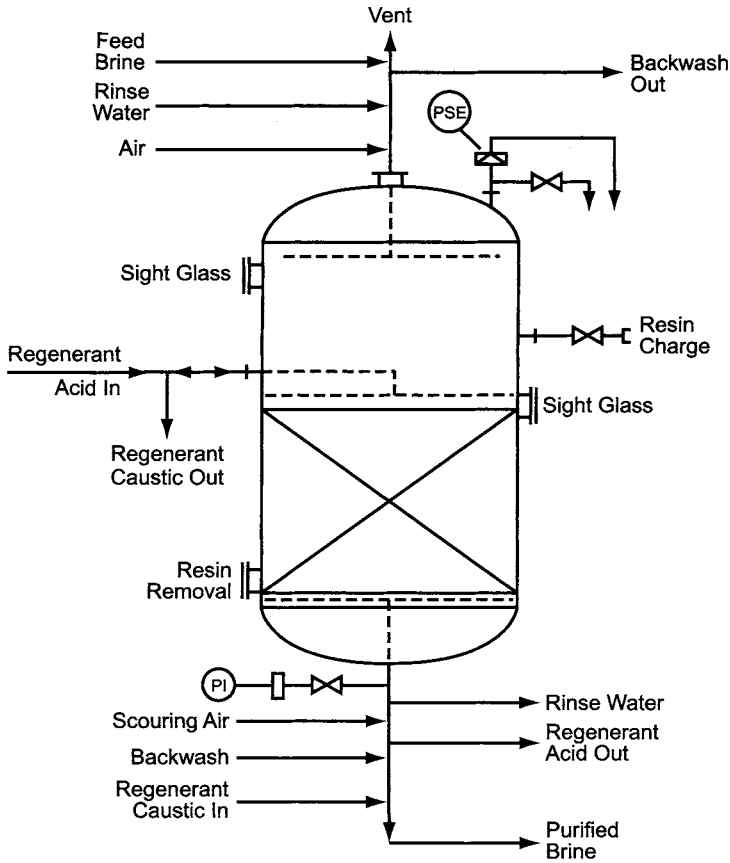 Vent
Feed
Brine
Backwash
Out
Rinse
Water
PSE
Air
Sight Glass
Resin
Charge
Regenerant
Acid In
Sight Glass
Regenerant
Caustic Out
Resin
Removal
PI
Rinse Water
Scouring Air
Regenerant
Acid Out
Backwash
Regenerant
Caustic In
Purified
Brine